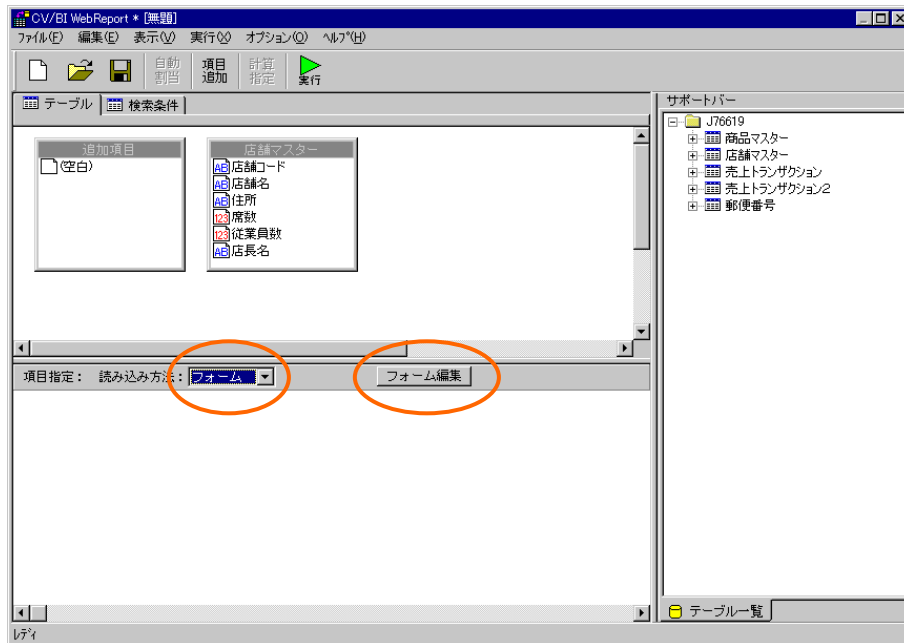 CV/BI WebReport * [無題]
ファイル(F) 編集(E) 表示(V) 実行(X) オプション(O) ヘルプ(H)
自動割当 項目追加 計算指定 実行
テーブル 検索条件
追加項目
(空白)
店舗マスター
店舗コード
店舗名
住所
席数
従業員数
店長名
項目指定: 読み込み方法: フォーム フォーム編集
サポートバー
J76619
商品マスター
店舗マスター
売上トランザクション
売上トランザクション2
郵便番号
テーブル一覧
レディ